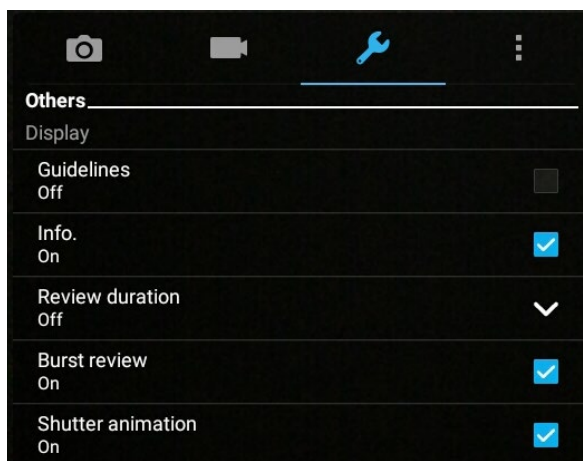 Others
Display
Guidelines
Off
Info.
On
Review duration
Off
Burst review
On
Shutter animation
On